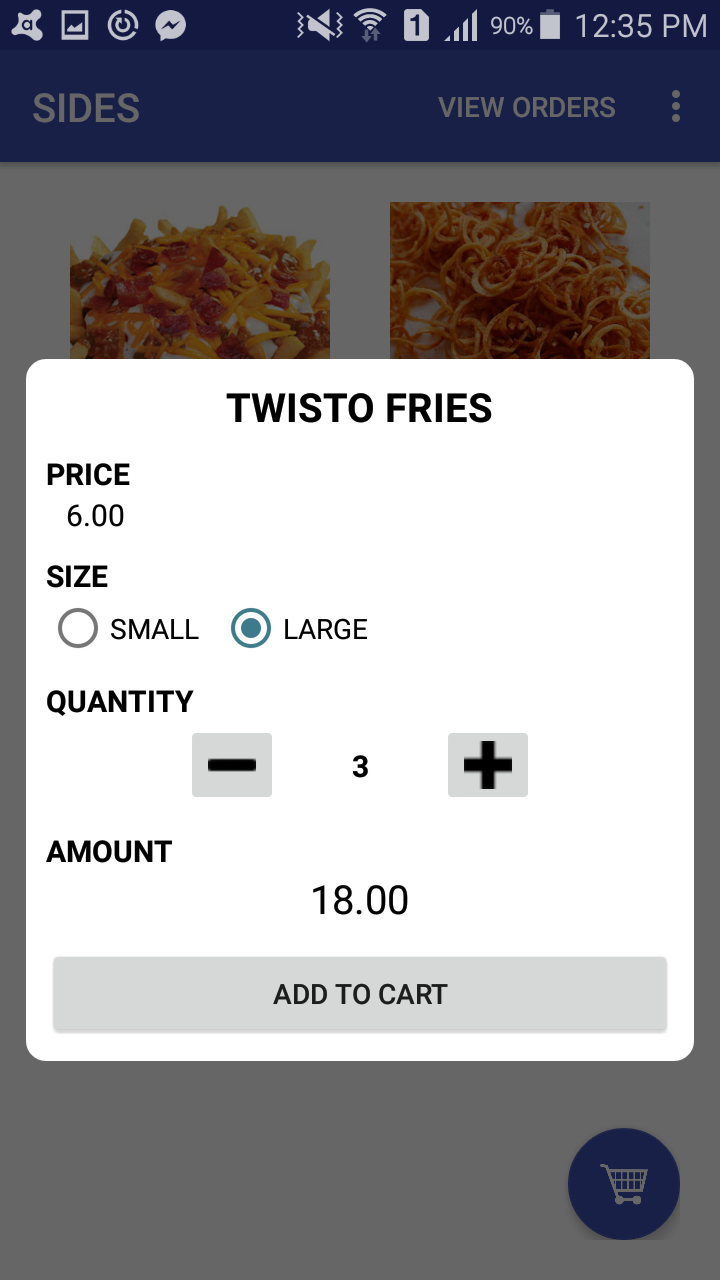 1 90% 12:35 PM
SIDES VIEW ORDERS
TWISTO FRIES
PRICE
6.00
SIZE
SMALL LARGE
QUANTITY
3
AMOUNT
18.00
ADD TO CART